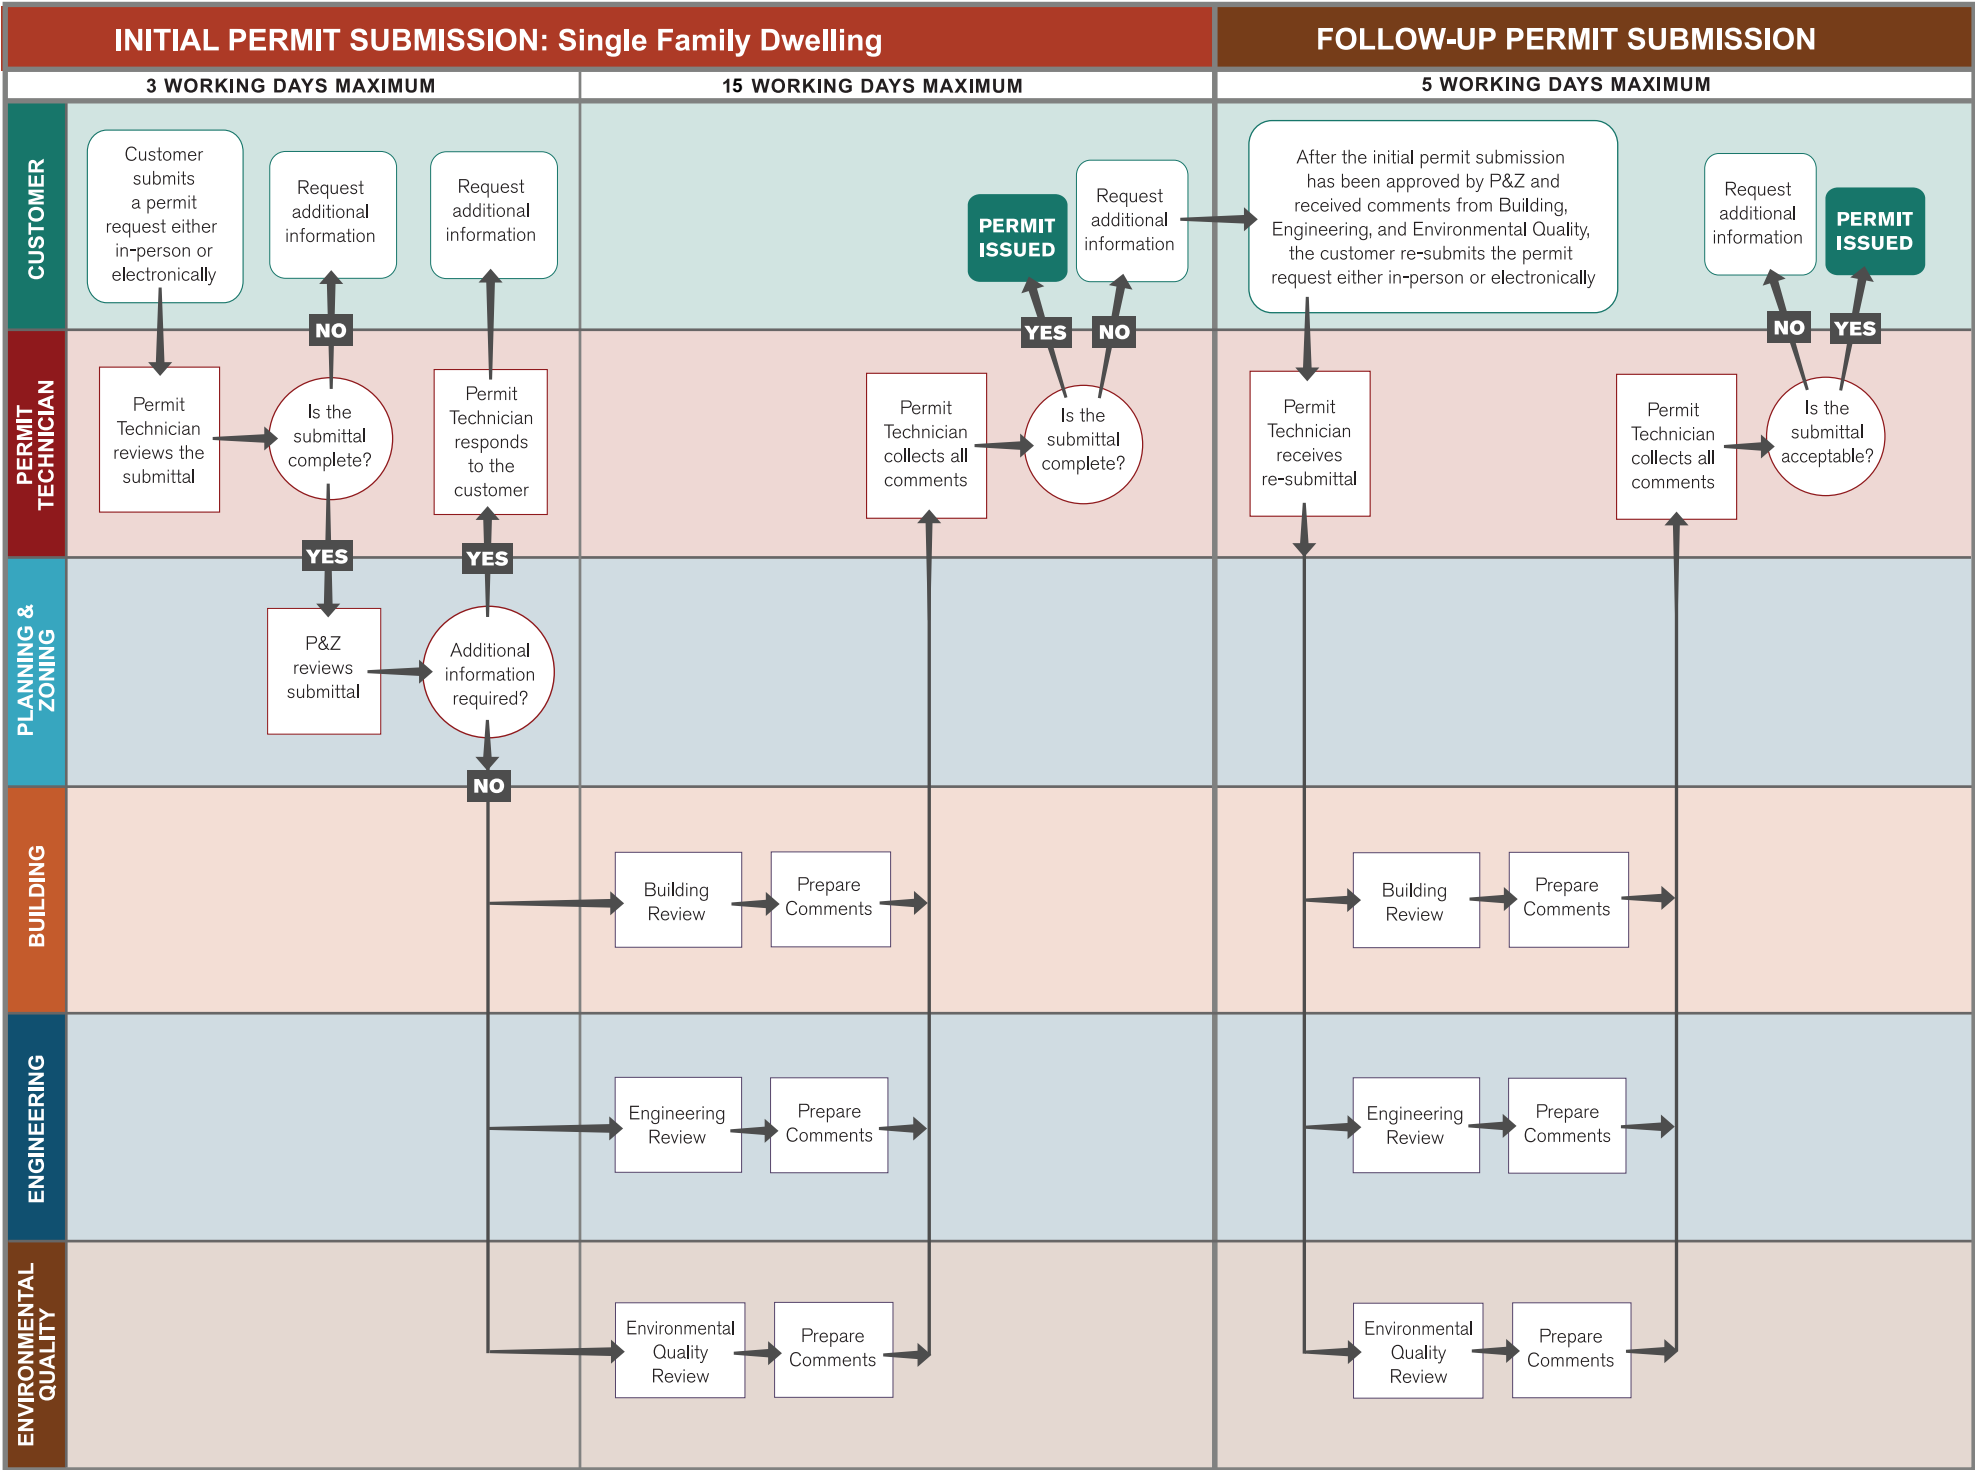 INITIAL PERMIT SUBMISSION: Single Family Dwelling
FOLLOW-UP PERMIT SUBMISSION
3 WORKING DAYS MAXIMUM
15 WORKING DAYS MAXIMUM
5 WORKING DAYS MAXIMUM
CUSTOMER
Customer
submits
a permit
request either
in-person or
electronically
Request
additional
information
Request
additional
information
PERMIT
ISSUED
Request
additional
information
After the initial permit submission
has been approved by P&Z and
received comments from Building,
Engineering, and Environmental Quality,
the customer re-submits the permit
request either in-person or electronically
Request
additional
information
PERMIT
ISSUED
NO
YES
NO
NO
YES
PERMIT
TECHNICIAN
Permit
Technician
reviews the
submittal
Is the
submittal
complete?
Permit
Technician
responds
to the
customer
Permit
Technician
collects all
comments
Is the
submittal
complete?
Permit
Technician
receives
re-submittal
Permit
Technician
collects all
comments
Is the
submittal
acceptable?
YES
YES
PLANNING &
ZONING
P&Z
reviews
submittal
Additional
information
required?
NO
BUILDING
Building
Review
Prepare
Comments
Building
Review
Prepare
Comments
ENGINEERING
Engineering
Review
Prepare
Comments
Engineering
Review
Prepare
Comments
ENVIRONMENTAL
QUALITY
Environmental
Quality
Review
Prepare
Comments
Environmental
Quality
Review
Prepare
Comments